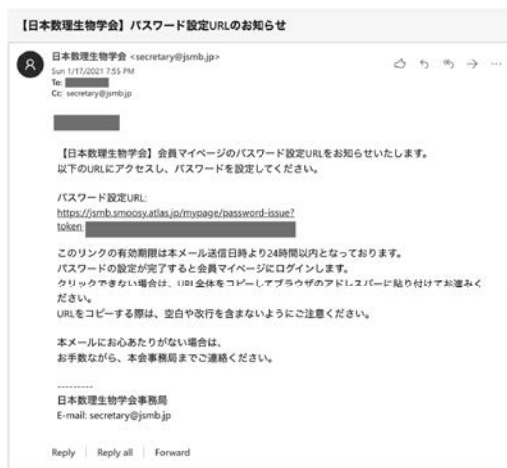 【日本数理生物学会】パスワード設定URLのお知らせ
日本数理生物学会 <secretary@jsmb.jp>
Sun 1/17/2021 7:55 PM
To:
Cc: secretary@jsmb.jp
【日本数理生物学会】会員マイページのパスワード設定URLをお知らせいたします。
以下のURLにアクセスし、パスワードを設定してください。
パスワード設定URL:
https://jsmb.smoosy.atlas.jp/mypage/password-issue?
token
このリンクの有効期限は本メール送信日時より24時間以内となっております。
パスワードの設定が完了すると会員マイページにログインします。
クリックできない場合は、URL全体をコピーしてブラウザのアドレスバーに貼り付けてお進みく
ださい。
URLをコピーする際は、空白や改行を含まないようにご注意ください。
本メールにお心あたりがない場合は、
お手数ながら、本会事務局までご連絡ください。
---------
日本数理生物学会事務局
E-mail: secretary@jsmb.jp
Reply Reply all Forward